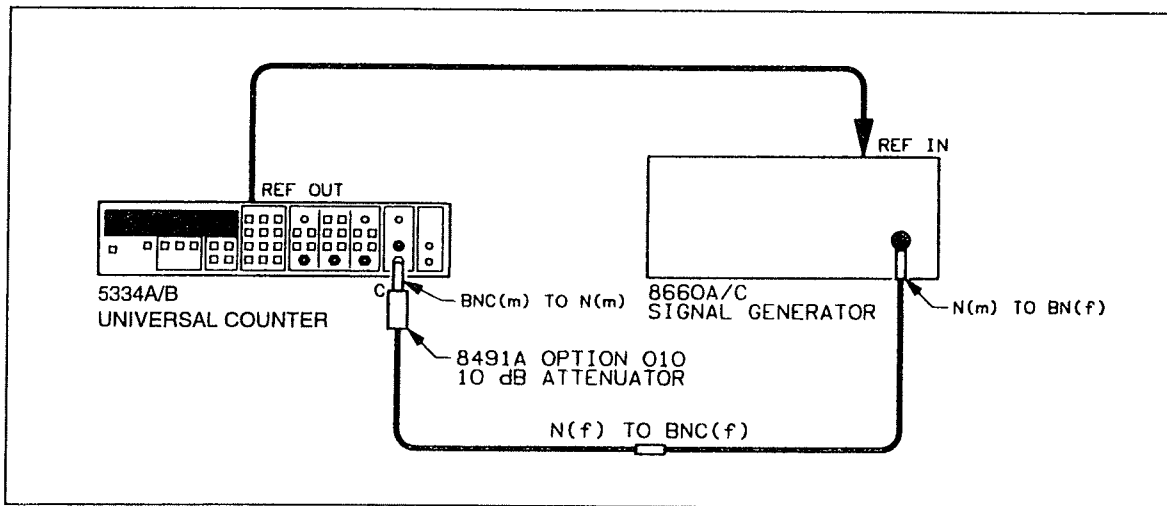 REF IN
REF OUT
5334A/B
UNIVERSAL COUNTER
C
BNC(m) TO N(m)
8660A/C
SIGNAL GENERATOR
N(m) TO BN(f)
8491A OPTION 010
10 dB ATTENUATOR
N(f) TO BNC(f)